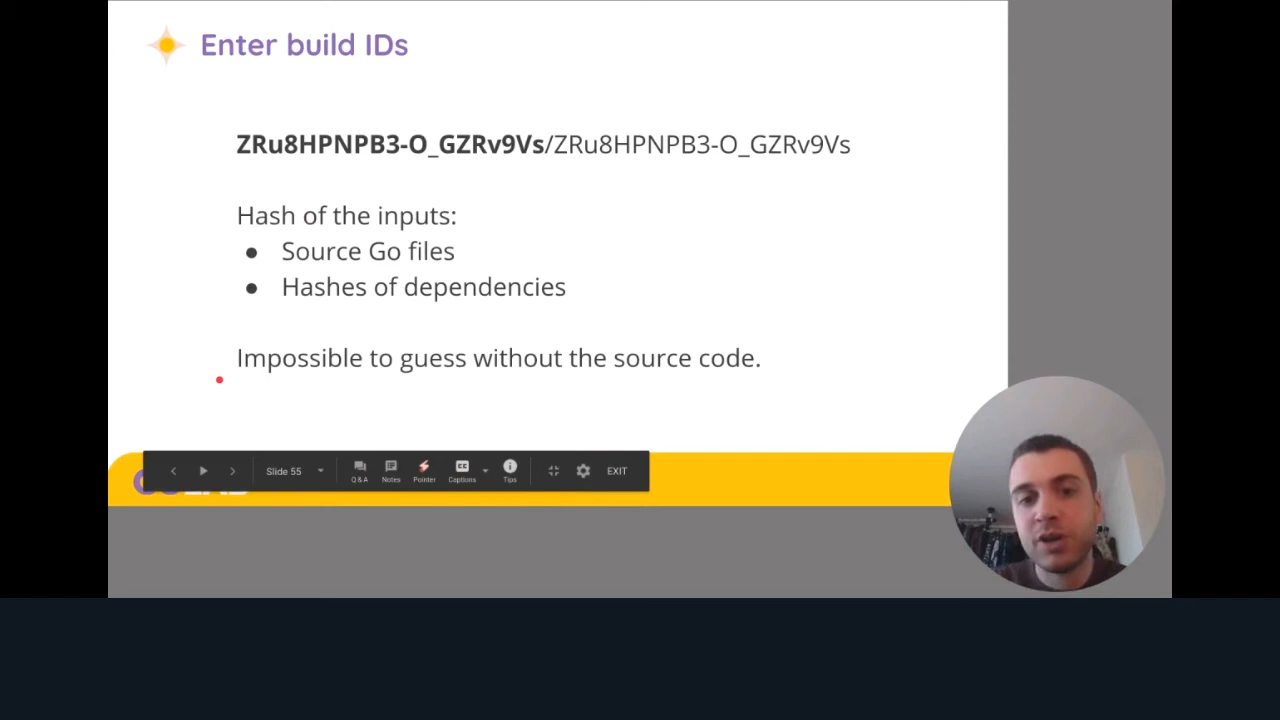 Enter build IDs
ZRu8HPNPB3-O_GZRv9Vs/ZRu8HPNPB3-O_GZRv9Vs
Hash of the inputs:
● Source Go files
● Hashes of dependencies
Impossible to guess without the source code.
Slide 55
Q & A
Notes
Pointer
CC
Captions
Tips
EXIT